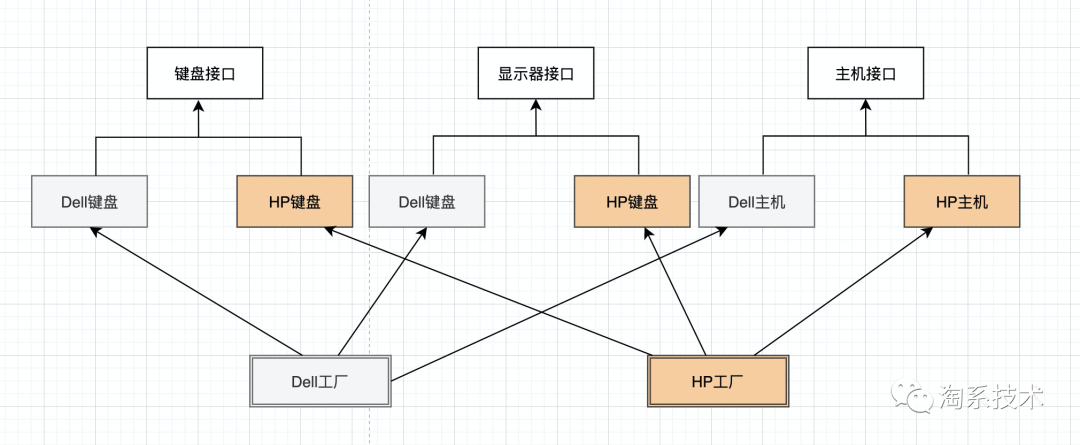 键盘接口
显示器接口
主机接口
Dell键盘
HP键盘
Dell键盘
HP键盘
Dell主机
HP主机
Dell工厂
HP工厂
淘系技术